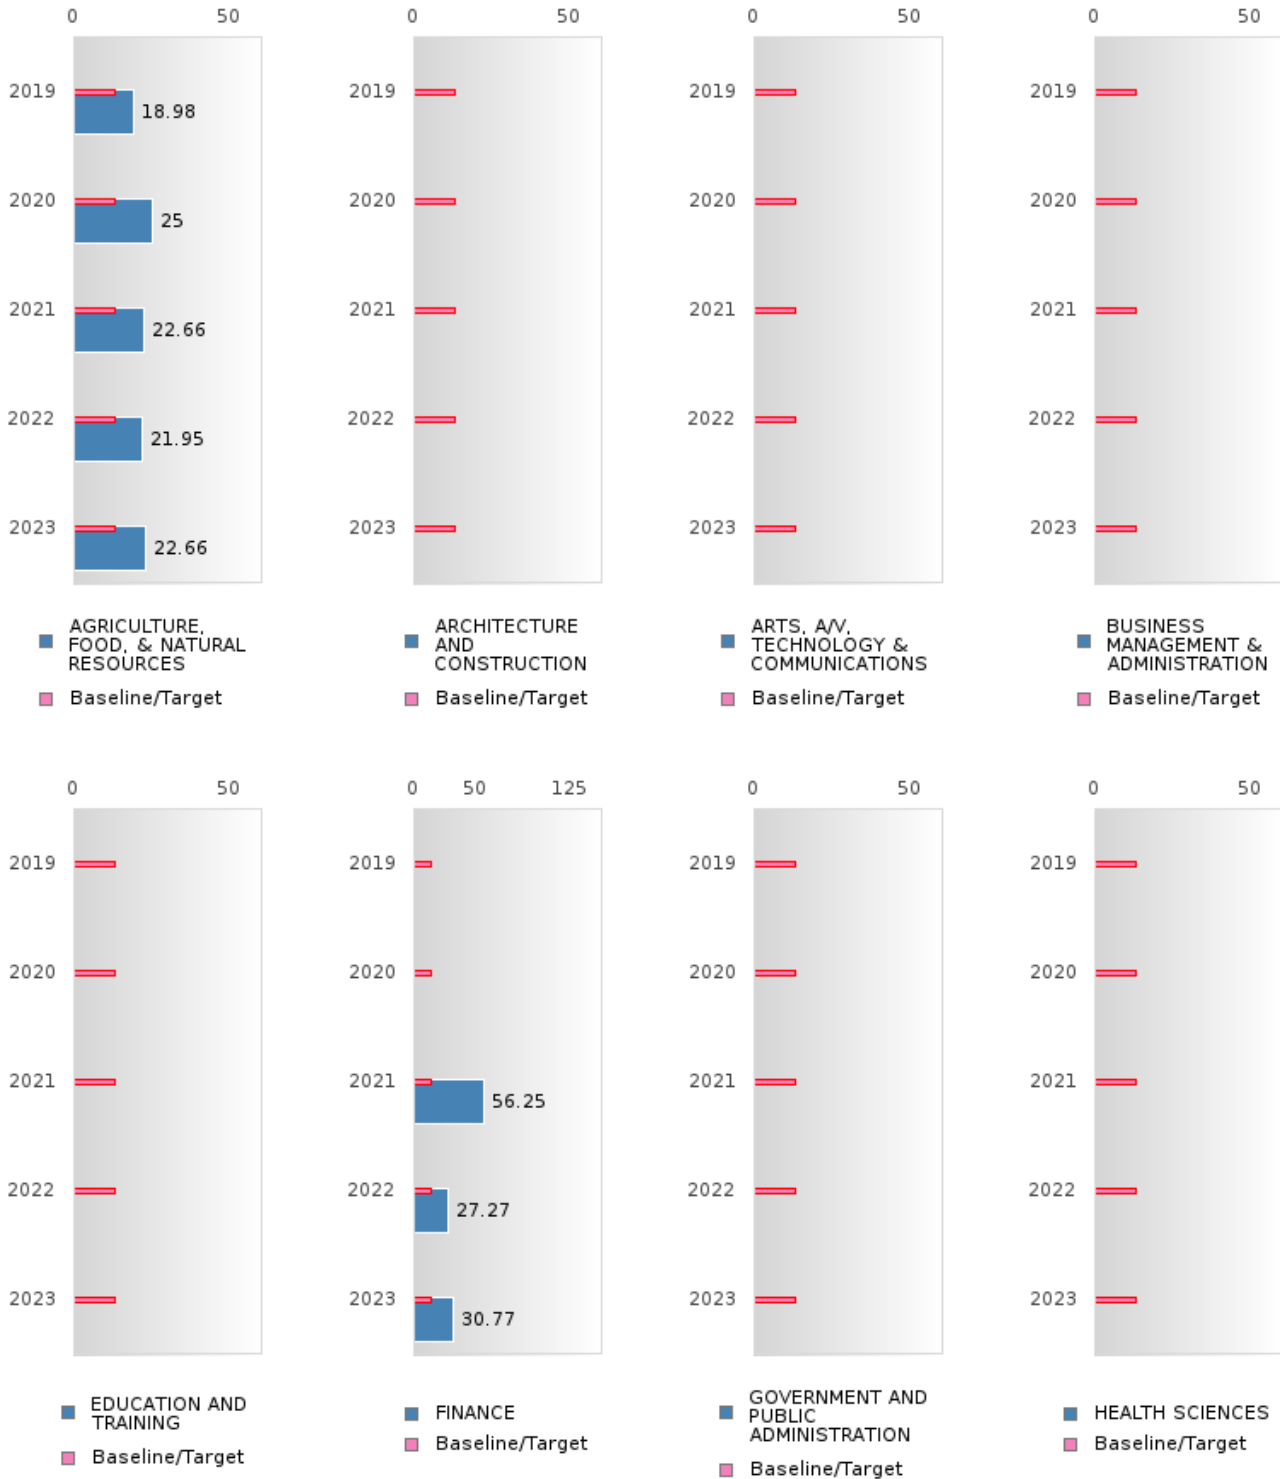 0 50
2019
18.98
2020
25
2021
22.66
2022
21.95
2023
22.66
AGRICULTURE,
FOOD, & NATURAL
RESOURCES
Baseline/Target
0 50
2019
2020
2021
2022
2023
ARCHITECTURE
AND
CONSTRUCTION
Baseline/Target
0 50
2019
2020
2021
2022
2023
ARTS, A/V,
TECHNOLOGY &
COMMUNICATIONS
Baseline/Target
0 50
2019
2020
2021
2022
2023
BUSINESS
MANAGEMENT &
ADMINISTRATION
Baseline/Target
0 50
2019
2020
2021
2022
2023
EDUCATION AND
TRAINING
Baseline/Target
0 50 125
2019
2020
2021
56.25
2022
27.27
2023
30.77
FINANCE
Baseline/Target
0 50
2019
2020
2021
2022
2023
GOVERNMENT AND
PUBLIC
ADMINISTRATION
Baseline/Target
0 50
2019
2020
2021
2022
2023
HEALTH SCIENCES
Baseline/Target